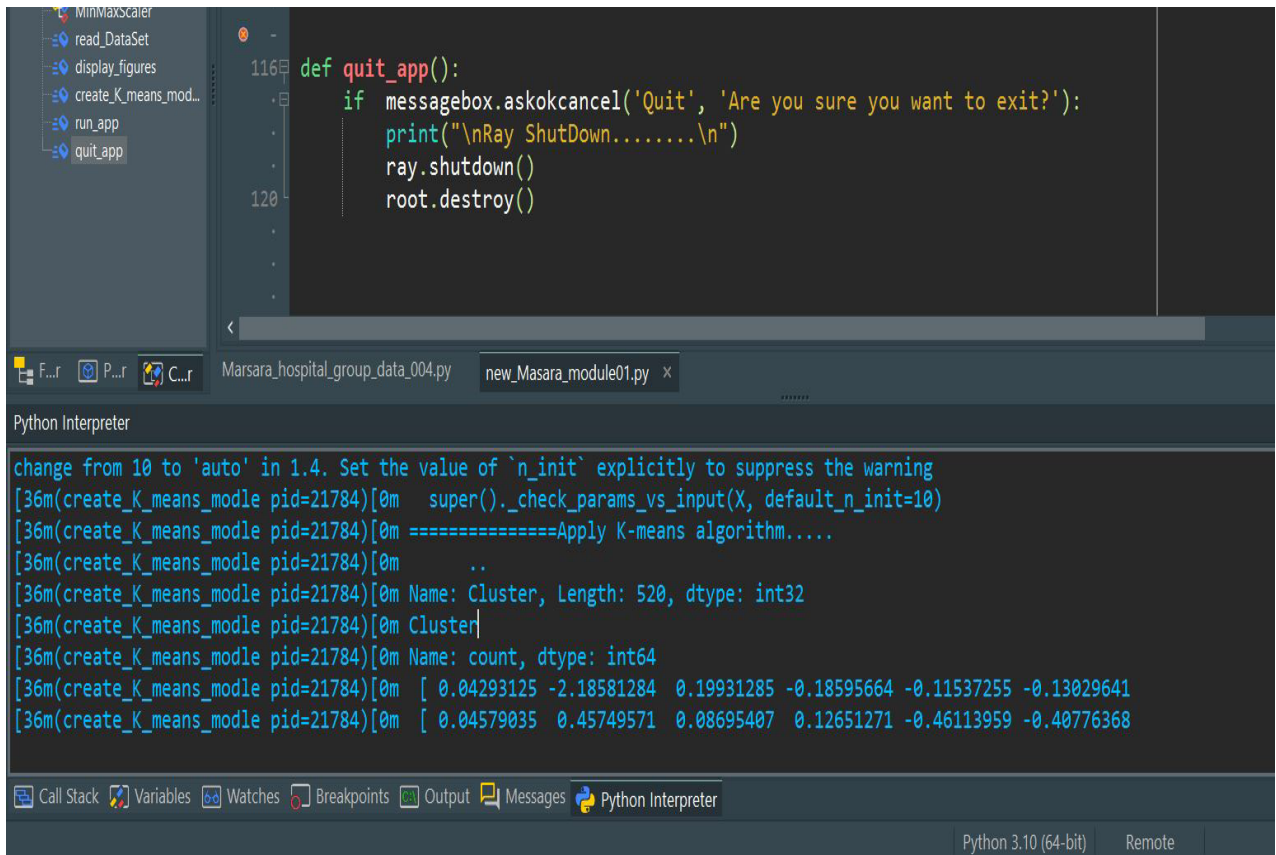 MinMaxScaler
read_DataSet
display_figures
create_K_means_mod...
run_app
quit_app
116 def quit_app():
if messagebox.askokcancel('Quit', 'Are you sure you want to exit?'):
print("\nRay ShutDown........\n")
ray.shutdown()
120 root.destroy()
F...r P...r C...r
Marsara_hospital_group_data_004.py new_Masara_module01.py ×
Python Interpreter
change from 10 to 'auto' in 1.4. Set the value of `n_init` explicitly to suppress the warning
[36m(create_K_means_modle pid=21784)[0m   super()._check_params_vs_input(X, default_n_init=10)
[36m(create_K_means_modle pid=21784)[0m ===============Apply K-means algorithm.....
[36m(create_K_means_modle pid=21784)[0m       ..
[36m(create_K_means_modle pid=21784)[0m Name: Cluster, Length: 520, dtype: int32
[36m(create_K_means_modle pid=21784)[0m Cluster
[36m(create_K_means_modle pid=21784)[0m Name: count, dtype: int64
[36m(create_K_means_modle pid=21784)[0m  [ 0.04293125 -2.18581284  0.19931285 -0.18595664 -0.11537255 -0.13029641
[36m(create_K_means_modle pid=21784)[0m  [ 0.04579035  0.45749571  0.08695407  0.12651271 -0.46113959 -0.40776368
Call Stack Variables Watches Breakpoints Output Messages Python Interpreter
Python 3.10 (64-bit) Remote